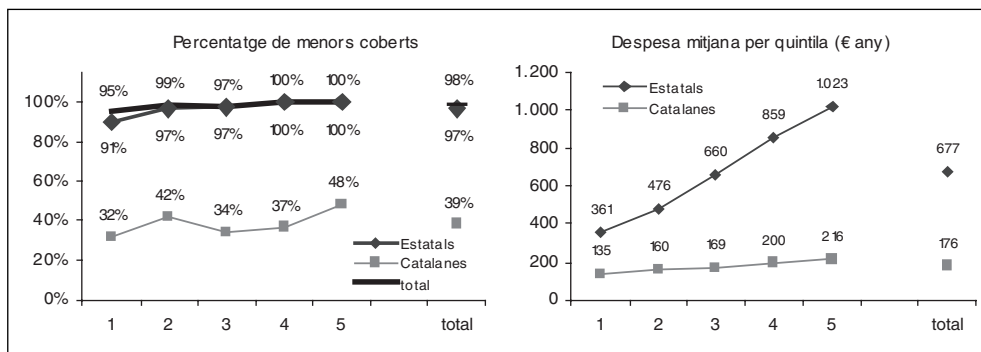 Percentatge de menors coberts
95% 99% 97% 100% 100% 98%
100%
91% 97% 97% 100% 100% 97%
80%
60%
32% 42% 34% 37% 48% 39%
40%
20%
0%
Estatals
Catalanes
total
1 2 3 4 5 total
Despesa mitjana per quintila (€ any)
1.200
1.000
800
600
400
200
0
Estatals
Catalanes
361 476 660 859 1.023 677
135 160 169 200 216 176
1 2 3 4 5 total